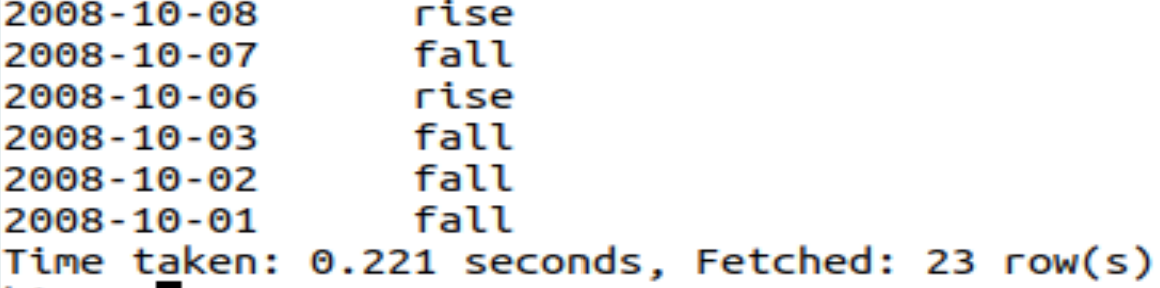 2008-10-08 rise
2008-10-07 fall
2008-10-06 rise
2008-10-03 fall
2008-10-02 fall
2008-10-01 fall
Time taken: 0.221 seconds, Fetched: 23 row(s)